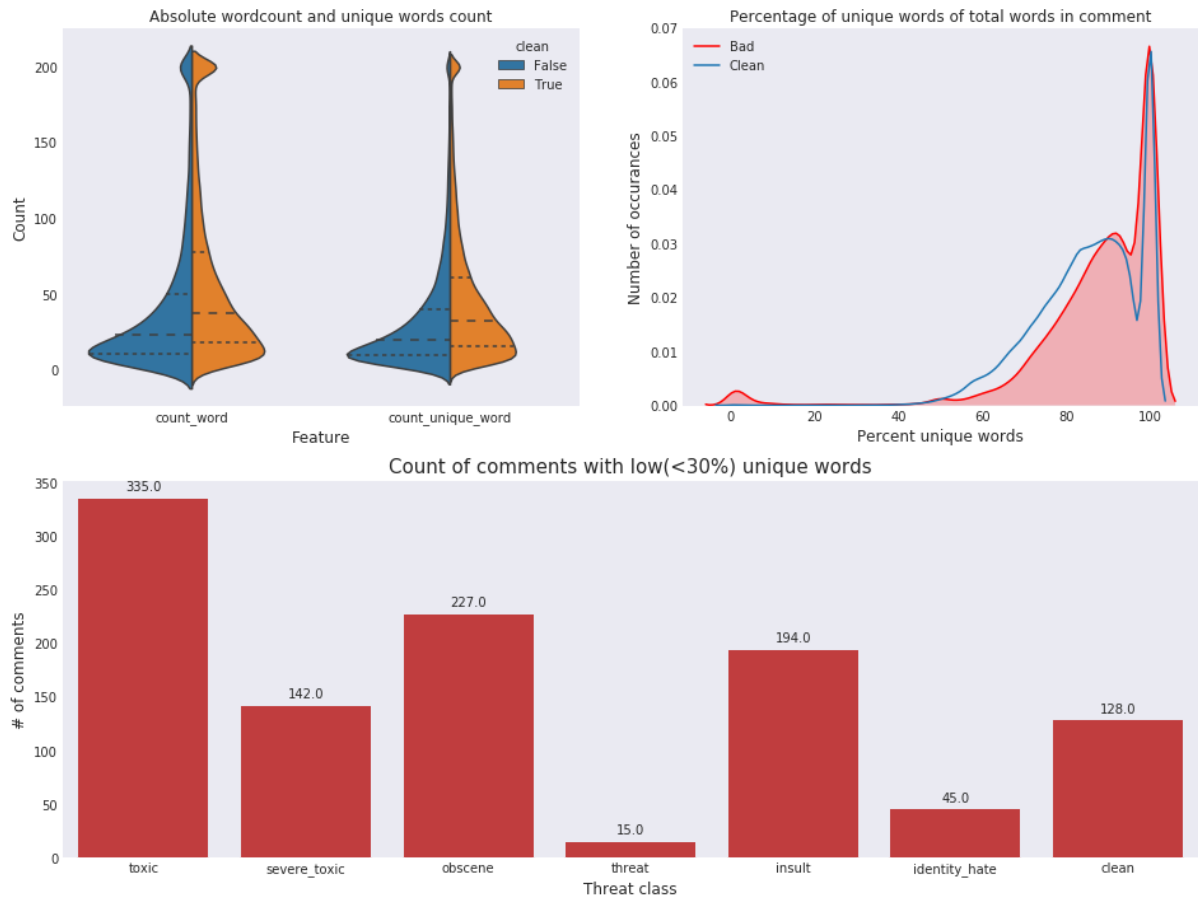 Absolute wordcount and unique words count
clean
False
True
200
150
100
50
0
Count
count_word
count_unique_word
Feature
Percentage of unique words of total words in comment
Bad
Clean
0.07
0.06
0.05
0.04
0.03
0.02
0.01
0.00
Number of occurances
0
20
40
60
80
100
Percent unique words
Count of comments with low(<30%) unique words
350
300
250
200
150
100
50
0
# of comments
335.0
142.0
227.0
15.0
194.0
45.0
128.0
toxic
severe_toxic
obscene
threat
insult
identity_hate
clean
Threat class